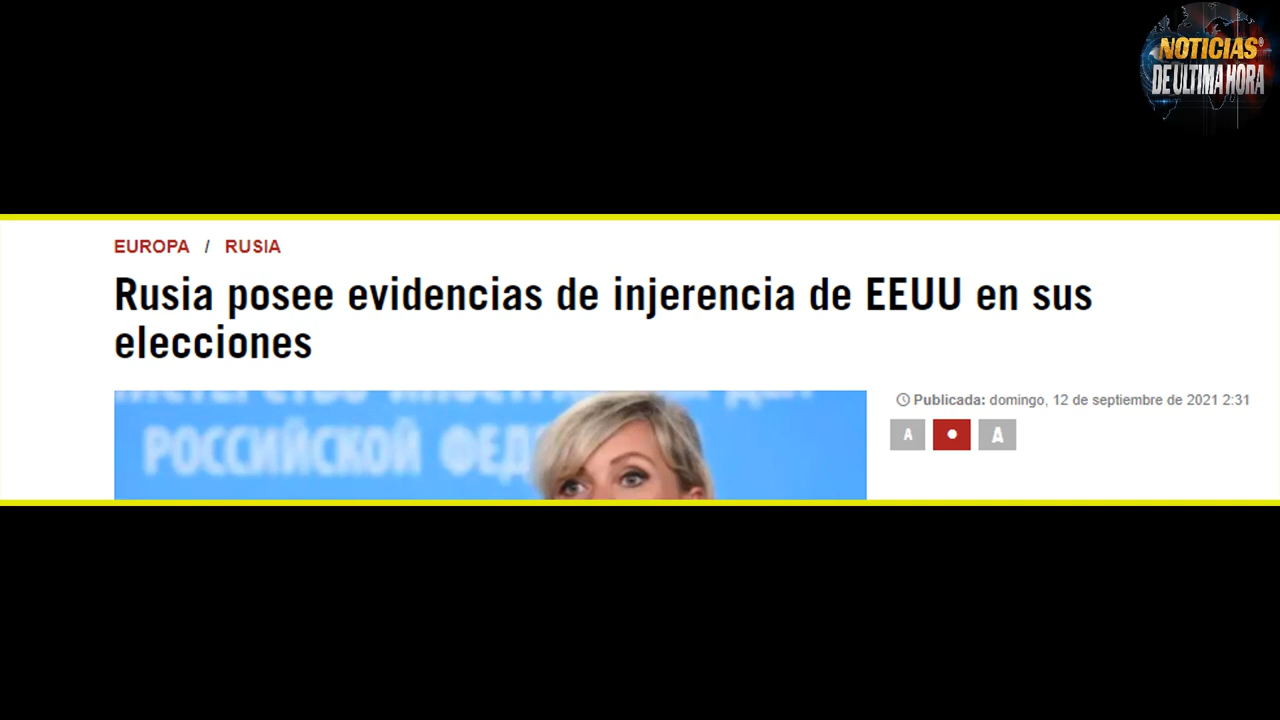 NOTICIAS®
DE ULTIMA HORA
EUROPA / RUSIA
Rusia posee evidencias de injerencia de EEUU en sus
elecciones
Publicada: domingo, 12 de septiembre de 2021 2:31
A A
РОССИЙСКОЙ ФЕД